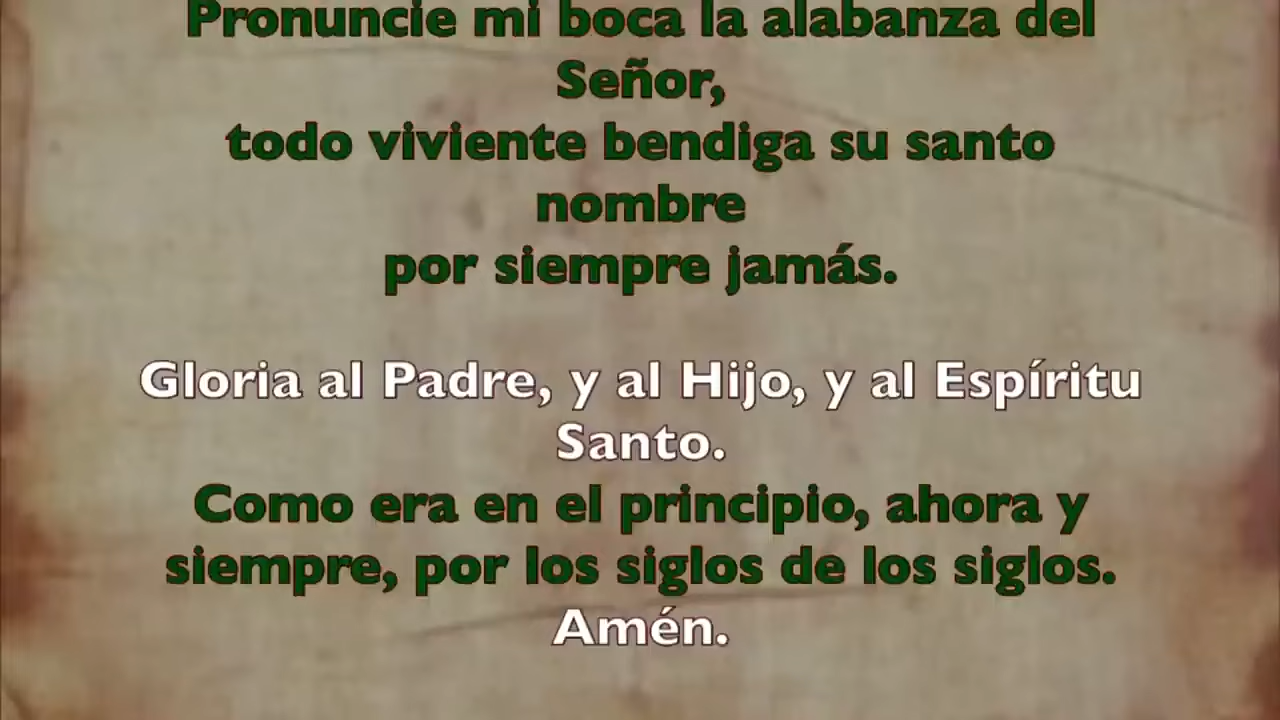 Pronuncie mi boca la alabanza del
Señor,
todo viviente bendiga su santo
nombre
por siempre jamás.
Gloria al Padre, y al Hijo, y al Espíritu
Santo.
Como era en el principio, ahora y
siempre, por los siglos de los siglos.
Amén.